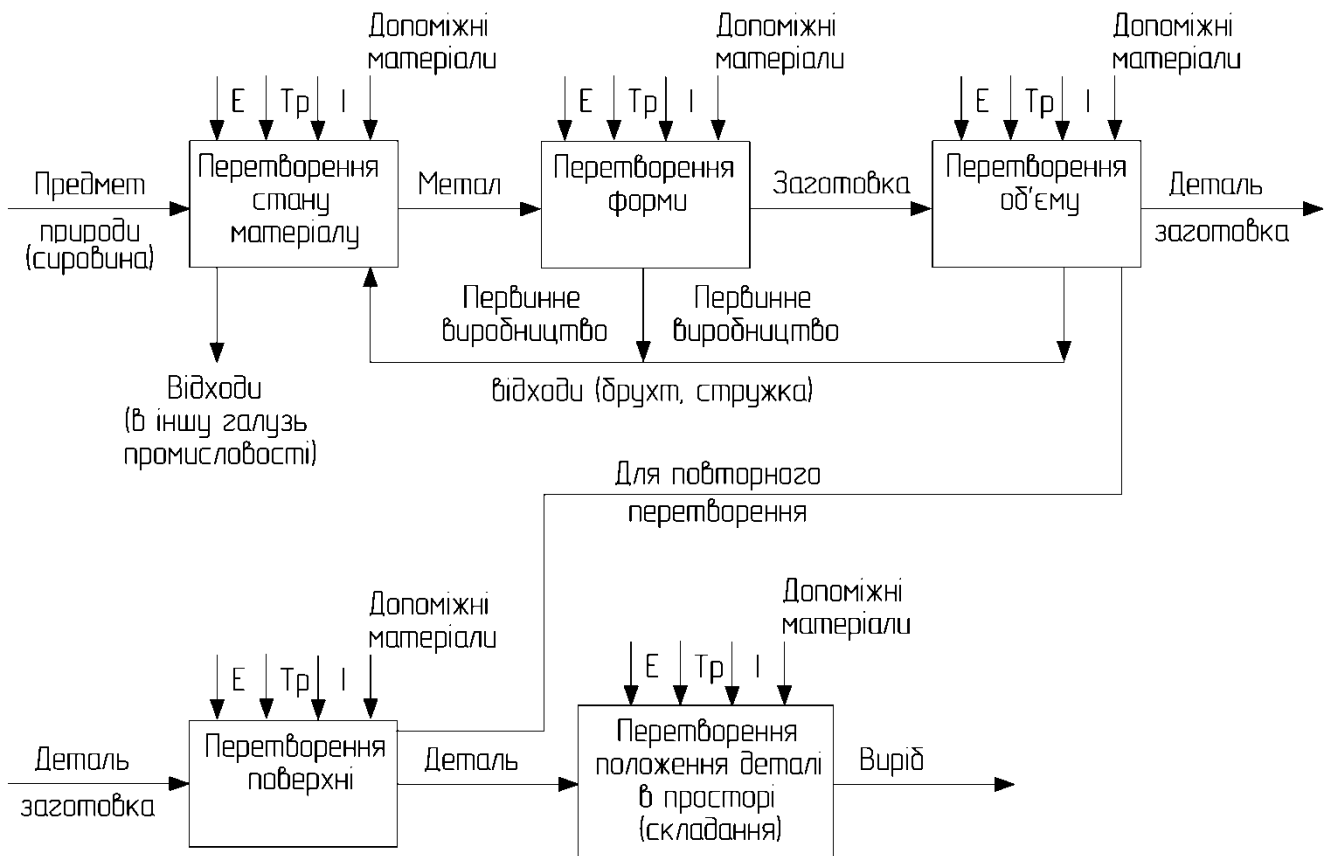 Допоміжні
матеріали
Допоміжні
матеріали
Допоміжні
матеріали
Е Тр І
Е Тр І
Е Тр І
Предмет
природи
(сировина)
Перетворення
стану
матеріалу
Метал
Перетворення
форми
Заготовка
Перетворення
об'єму
Деталь
заготовка
Первинне
виробництво
Первинне
виробництво
Відходи
(в іншу галузь
промисловості)
відходи (брухт, стружка)
Для повторного
перетворення
Допоміжні
матеріали
Допоміжні
матеріали
Е Тр І
Е Тр І
Деталь
заготовка
Перетворення
поверхні
Деталь
Перетворення
положення деталі
в просторі
(складання)
Виріб